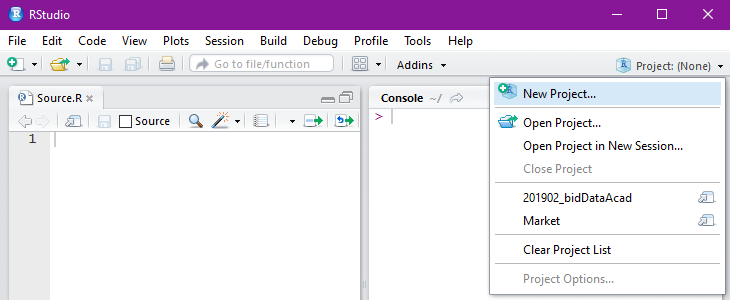 RStudio
File Edit Code View Plots Session Build Debug Profile Tools Help
Go to file/function Addins Project: (None)
Source.R
Source
1
Console ~/
>
New Project...
Open Project...
Open Project in New Session...
Close Project
201902_bidDataAcad
Market
Clear Project List
Project Options...